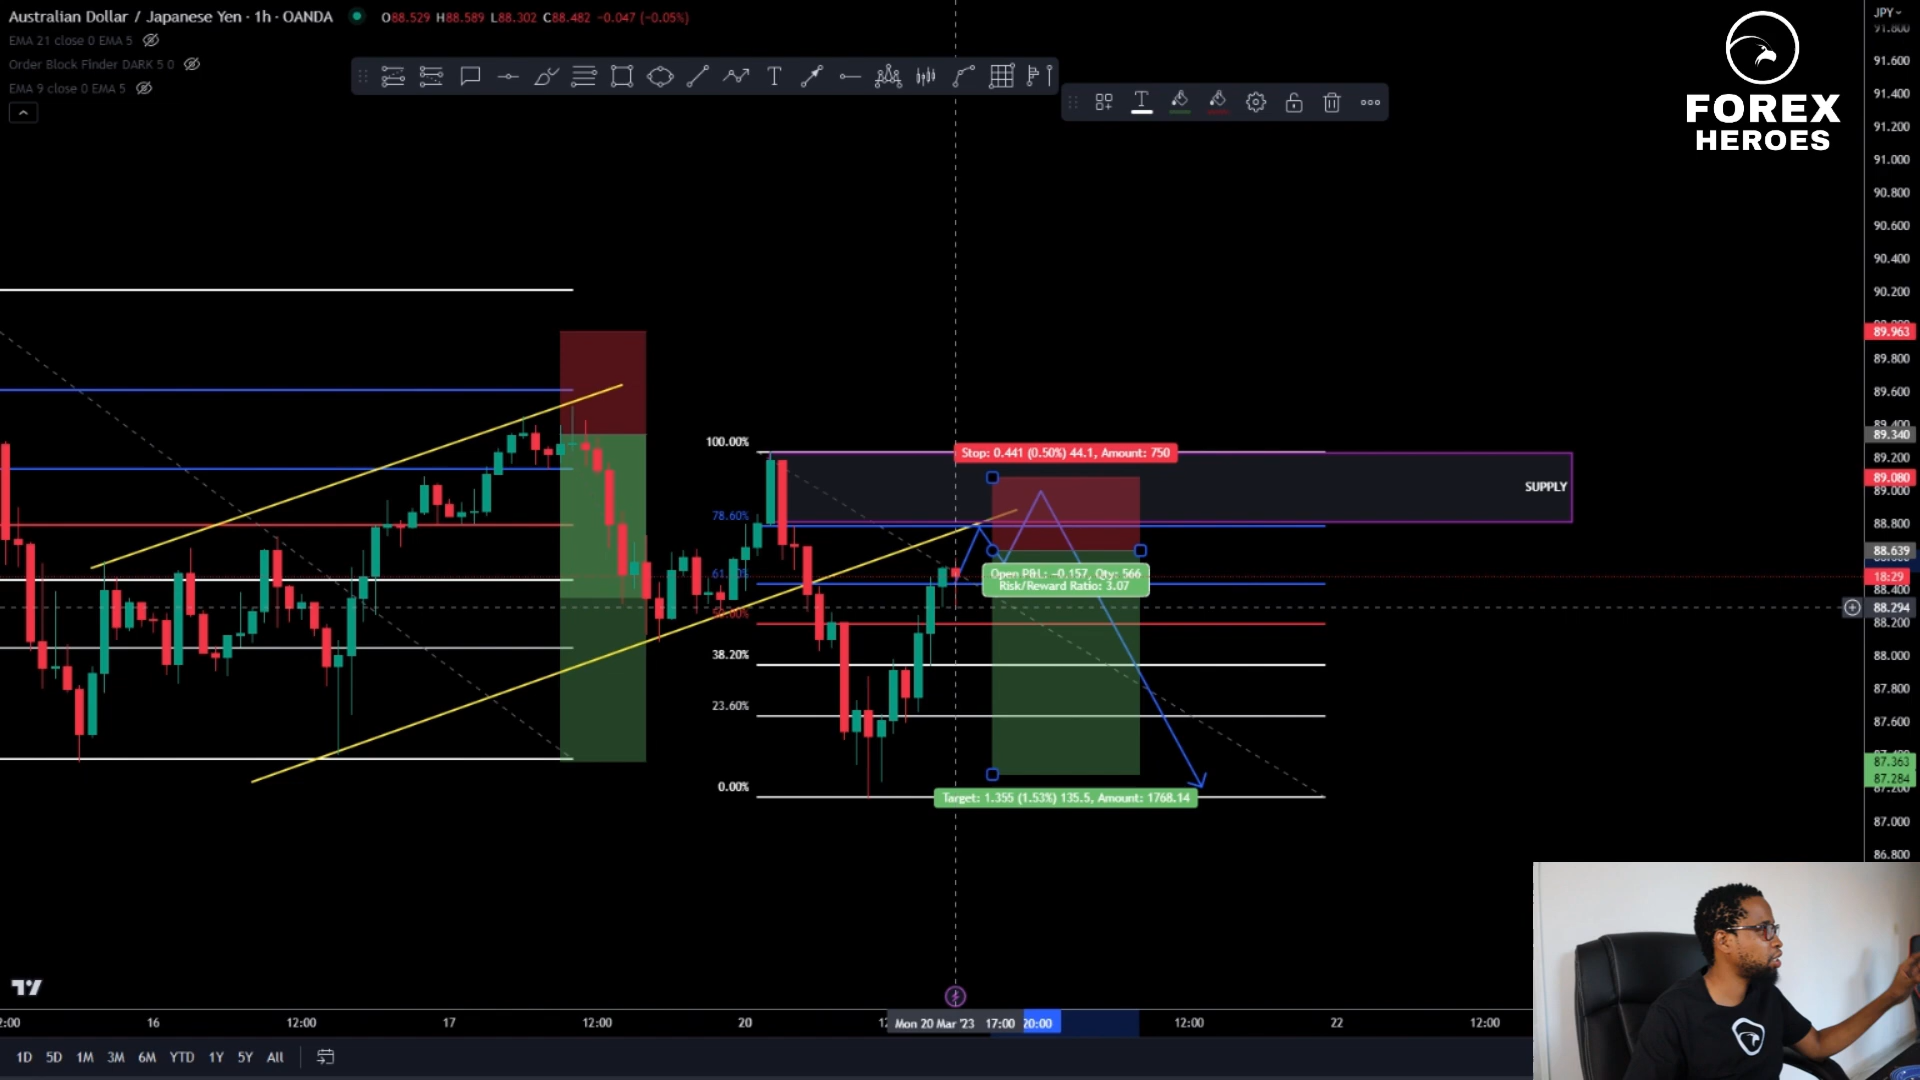 Australian Dollar / Japanese Yen · 1h · OANDA O88.529 H88.589 L88.302 C88.482 −0.047 (−0.05%)
EMA 21 close 0 EMA 5
Order Block Finder DARK 5 0
EMA 9 close 0 EMA 5
JPY
FOREX
HEROES
91.800
91.600
91.400
91.200
91.000
90.800
90.600
90.400
90.200
89.963
89.800
89.600
89.340
89.200
89.080
89.000
88.800
88.639
18:29
88.400
88.294
88.200
88.000
87.800
87.600
87.363
87.284
87.000
86.800
100.00%
Stop: 0.441 (0.50%) 44.1, Amount: 750
SUPPLY
78.60%
Open P&L: −0.157, Qty: 566
Risk/Reward Ratio: 3.07
38.20%
23.60%
0.00%
Target: 1.355 (1.53%) 135.5, Amount: 1768.14
2:00 16 12:00 17 12:00 20 Mon 20 Mar '23 17:00 20:00 12:00 22 12:00
1D 5D 1M 3M 6M YTD 1Y 5Y All